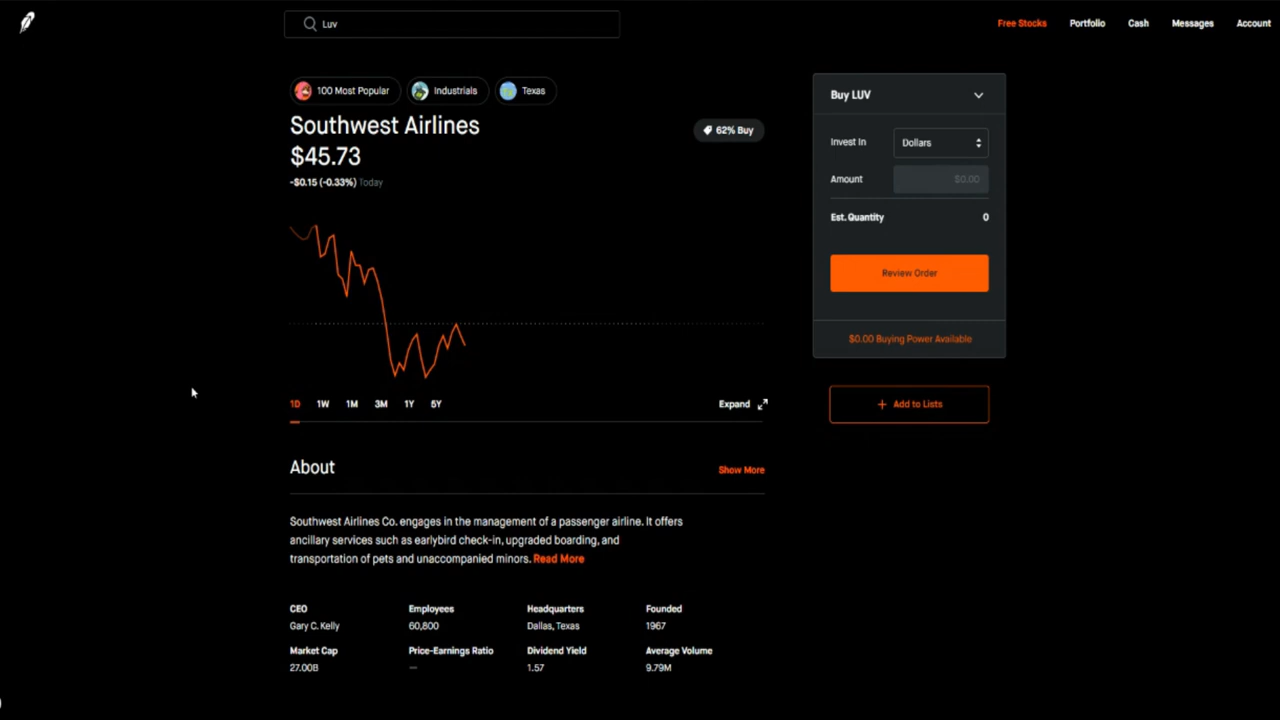 Luv
Free Stocks
Portfolio
Cash
Messages
Account
100 Most Popular
Industrials
Texas
Southwest Airlines
$45.73
62% Buy
-$0.15 (-0.33%) Today
1D
1W
1M
3M
1Y
5Y
Expand
Buy LUV
Invest In
Dollars
Amount
$0.00
Est. Quantity
0
Review Order
$0.00 Buying Power Available
+ Add to Lists
About
Show More
Southwest Airlines Co. engages in the management of a passenger airline. It offers
ancillary services such as earlybird check-in, upgraded boarding, and
transportation of pets and unaccompanied minors. Read More
CEO
Employees
Headquarters
Founded
Gary C. Kelly
60,800
Dallas, Texas
1967
Market Cap
Price-Earnings Ratio
Dividend Yield
Average Volume
27.00B
—
1.57
9.79M